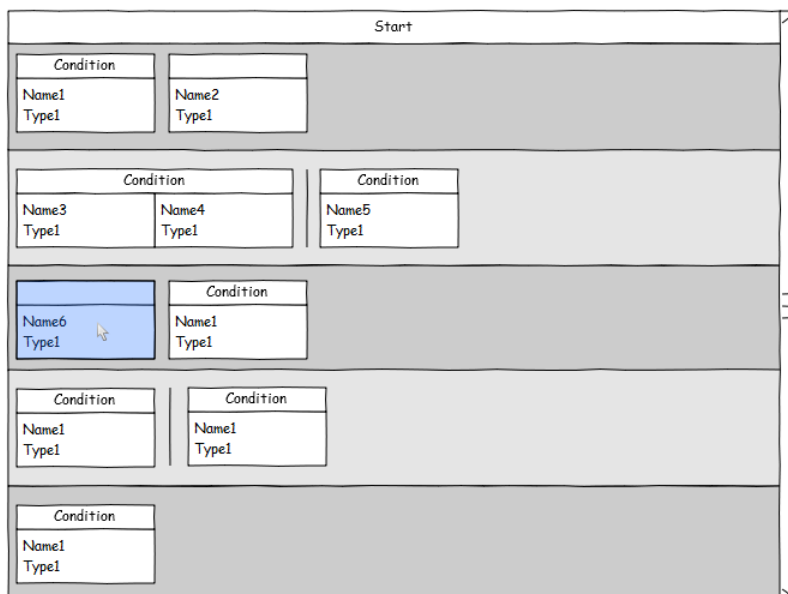 Start
Condition
Name1
Type1
Name2
Type1
Condition
Name3
Type1
Name4
Type1
Condition
Name5
Type1
Name6
Type1
Condition
Name1
Type1
Condition
Name1
Type1
Condition
Name1
Type1
Condition
Name1
Type1